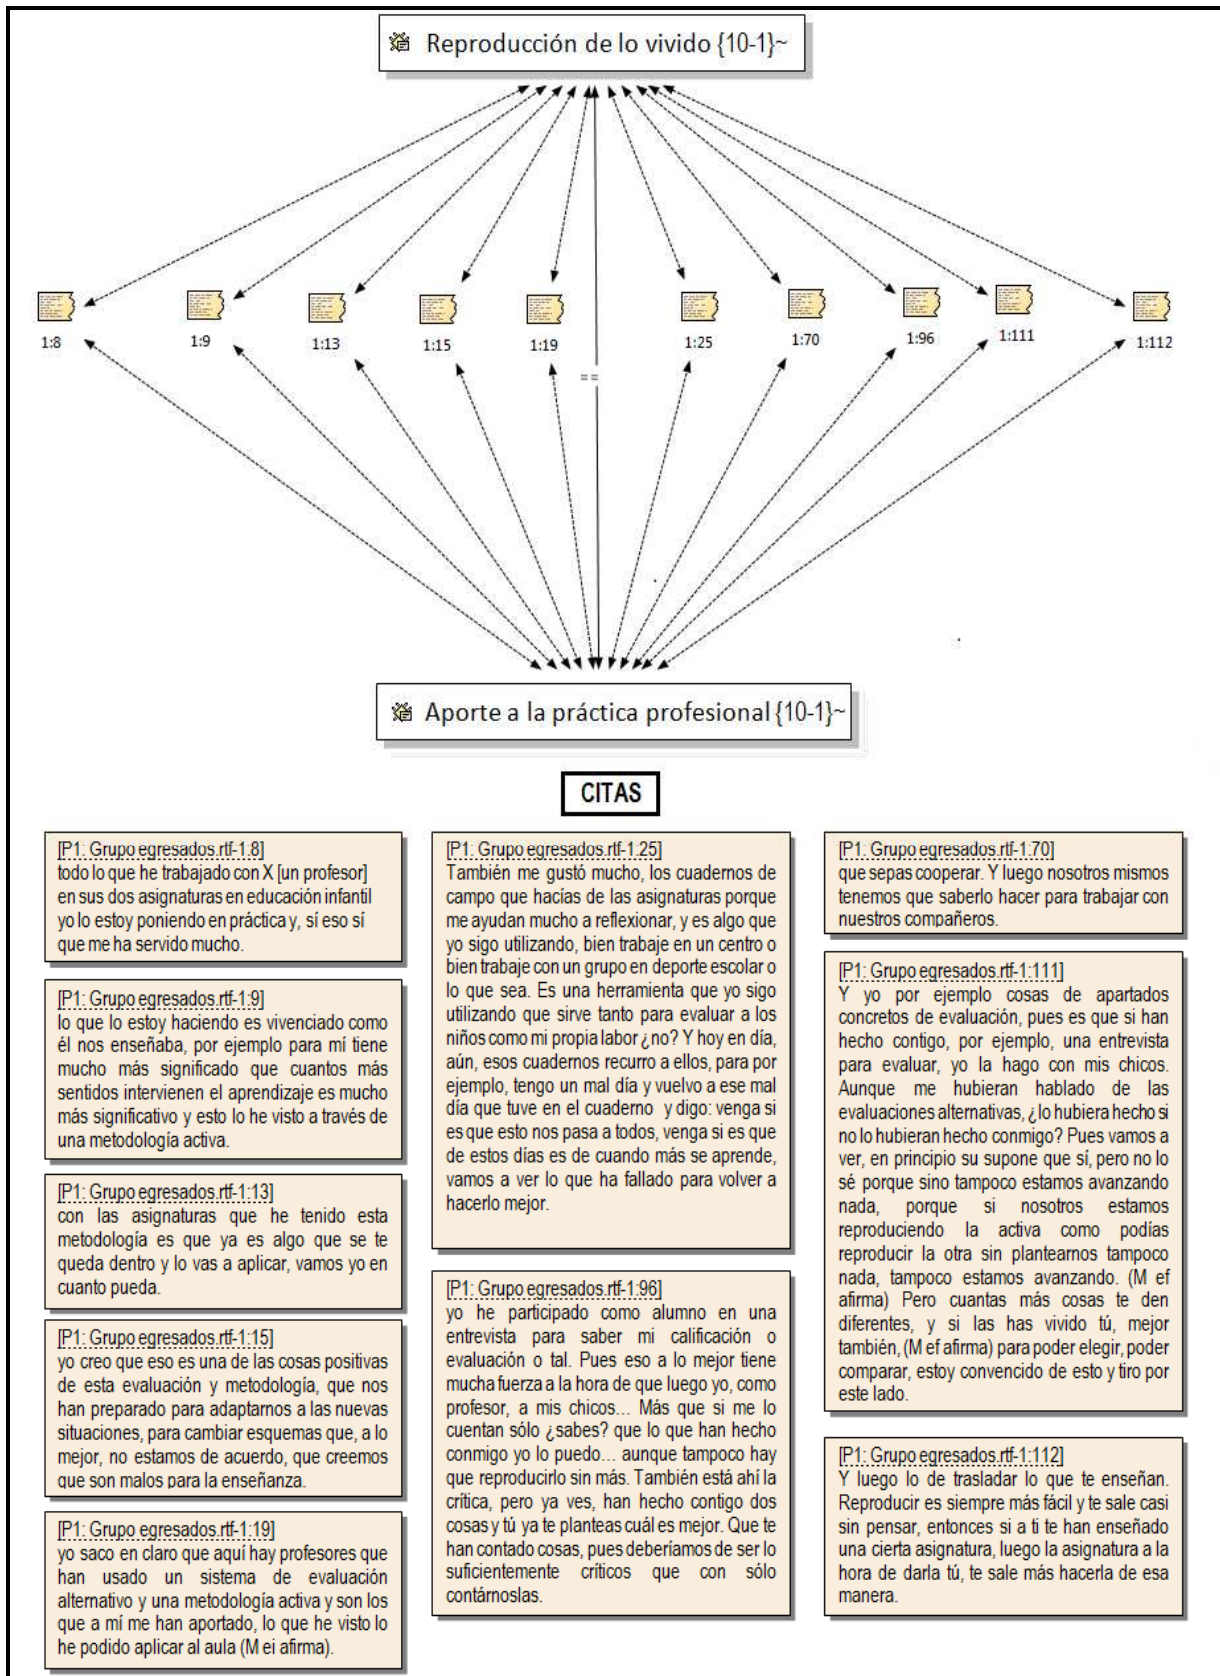 Reproducción de lo vivido {10-1}~
1:8
1:9
1:13
1:15
1:19
1:25
1:70
1:96
1:111
1:112
==
Aporte a la práctica profesional {10-1}~
CITAS
[P1: Grupo egresados.rtf-1:8]
todo lo que he trabajado con X [un profesor]
en sus dos asignaturas en educación infantil
yo lo estoy poniendo en práctica y, sí eso sí
que me ha servido mucho.
[P1: Grupo egresados.rtf-1:9]
lo que lo estoy haciendo es vivenciado como
él nos enseñaba, por ejemplo para mí tiene
mucho más significado que cuantos más
sentidos intervienen el aprendizaje es mucho
más significativo y esto lo he visto a través de
una metodología activa.
[P1: Grupo egresados.rtf-1:13]
con las asignaturas que he tenido esta
metodología es que ya es algo que se te
queda dentro y lo vas a aplicar, vamos yo en
cuanto pueda.
[P1: Grupo egresados.rtf-1:15]
yo creo que eso es una de las cosas positivas
de esta evaluación y metodología, que nos
han preparado para adaptarnos a las nuevas
situaciones, para cambiar esquemas que, a lo
mejor, no estamos de acuerdo, que creemos
que son malos para la enseñanza.
[P1: Grupo egresados.rtf-1:19]
yo saco en claro que aquí hay profesores que
han usado un sistema de evaluación
alternativo y una metodología activa y son los
que a mí me han aportado, lo que he visto lo
he podido aplicar al aula (M ei afirma).
[P1: Grupo egresados.rtf-1:25]
También me gustó mucho, los cuadernos de
campo que hacías de las asignaturas porque
me ayudan mucho a reflexionar, y es algo que
yo sigo utilizando, bien trabaje en un centro o
bien trabaje con un grupo en deporte escolar o
lo que sea. Es una herramienta que yo sigo
utilizando que sirve tanto para evaluar a los
niños como mi propia labor ¿no? Y hoy en día,
aún, esos cuadernos recurro a ellos, para por
ejemplo, tengo un mal día y vuelvo a ese mal
día que tuve en el cuaderno y digo: venga si
es que esto nos pasa a todos, venga si es que
de estos días es de cuando más se aprende,
vamos a ver lo que ha fallado para volver a
hacerlo mejor.
[P1: Grupo egresados.rtf-1:96]
yo he participado como alumno en una
entrevista para saber mi calificación o
evaluación o tal. Pues eso a lo mejor tiene
mucha fuerza a la hora de que luego yo, como
profesor, a mis chicos... Más que si me lo
cuentan sólo ¿sabes? que lo que han hecho
conmigo yo lo puedo... aunque tampoco hay
que reproducirlo sin más. También está ahí la
crítica, pero ya ves, han hecho contigo dos
cosas y tú ya te planteas cuál es mejor. Que te
han contado cosas, pues deberíamos de ser lo
suficientemente críticos que con sólo
contárnoslas.
[P1: Grupo egresados.rtf-1:70]
que sepas cooperar. Y luego nosotros mismos
tenemos que saberlo hacer para trabajar con
nuestros compañeros.
[P1: Grupo egresados.rtf-1:111]
Y yo por ejemplo cosas de apartados
concretos de evaluación, pues es que si han
hecho contigo, por ejemplo, una entrevista
para evaluar, yo la hago con mis chicos.
Aunque me hubieran hablado de las
evaluaciones alternativas, ¿lo hubiera hecho si
no lo hubieran hecho conmigo? Pues vamos a
ver, en principio su supone que sí, pero no lo
sé porque sino tampoco estamos avanzando
nada, porque si nosotros estamos
reproduciendo la activa como podías
reproducir la otra sin plantearnos tampoco
nada, tampoco estamos avanzando. (M ef
afirma) Pero cuantas más cosas te den
diferentes, y si las has vivido tú, mejor
también, (M ef afirma) para poder elegir, poder
comparar, estoy convencido de esto y tiro por
este lado.
[P1: Grupo egresados.rtf-1:112]
Y luego lo de trasladar lo que te enseñan.
Reproducir es siempre más fácil y te sale casi
sin pensar, entonces si a ti te han enseñado
una cierta asignatura, luego la asignatura a la
hora de darla tú, te sale más hacerla de esa
manera.